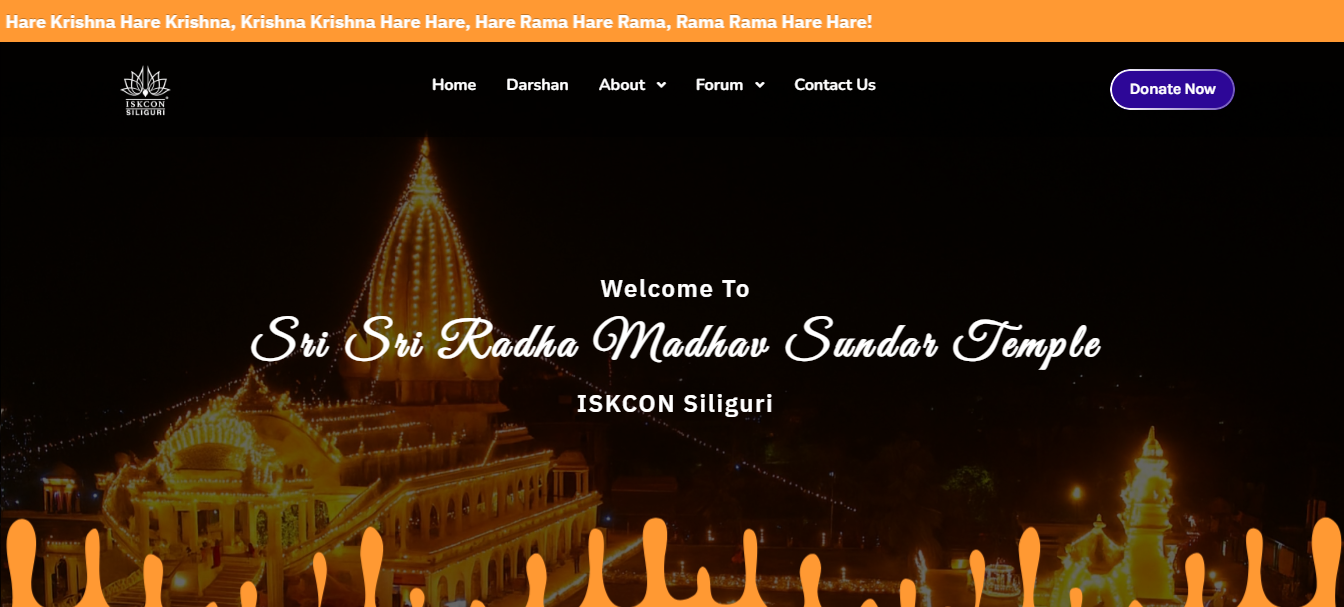 Hare Krishna Hare Krishna, Krishna Krishna Hare Hare, Hare Rama Hare Rama, Rama Rama Hare Hare!
ISKCON
SILIGURI
Home Darshan About Forum Contact Us
Donate Now
Welcome To
Sri Sri Radha Madhav Sundar Temple
ISKCON Siliguri